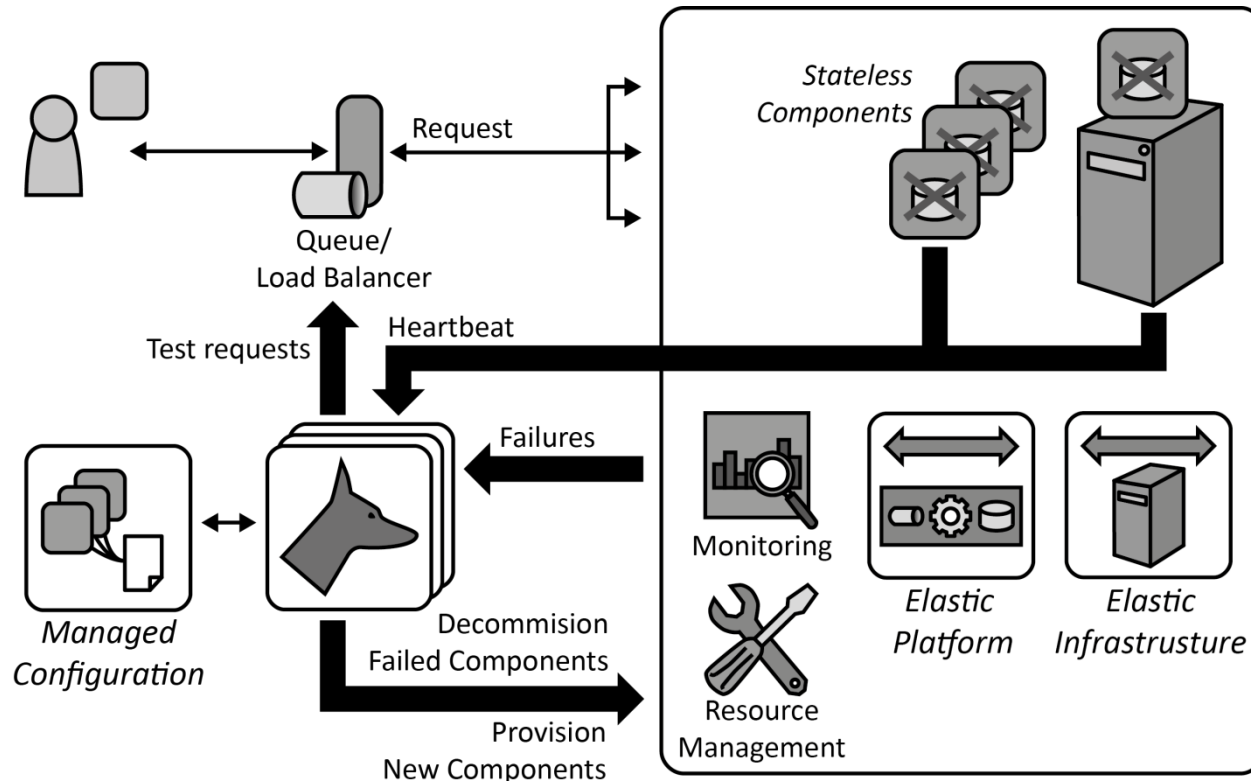 Stateless
Components
Request
Queue/
Load Balancer
Heartbeat
Test requests
Failures
Monitoring
Elastic
Platform
Elastic
Infrastrusture
Managed
Configuration
Decommision
Failed Components
Resource
Management
Provision
New Components